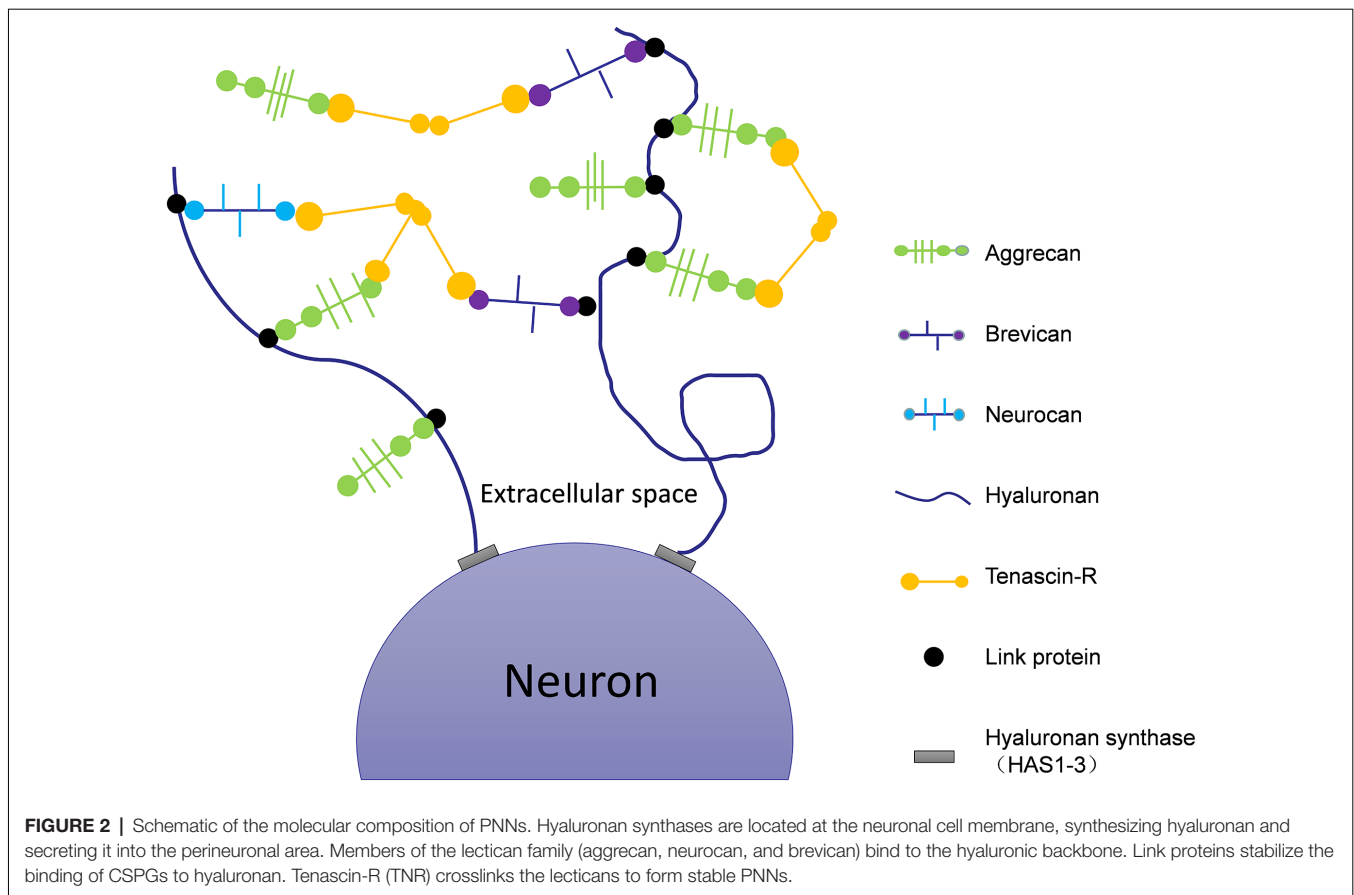 Extracellular space
Neuron
Aggrecan
Brevican
Neurocan
Hyaluronan
Tenascin-R
Link protein
Hyaluronan synthase
（HAS1-3）
FIGURE 2 | Schematic of the molecular composition of PNNs. Hyaluronan synthases are located at the neuronal cell membrane, synthesizing hyaluronan and
secreting it into the perineuronal area. Members of the lectican family (aggrecan, neurocan, and brevican) bind to the hyaluronic backbone. Link proteins stabilize the
binding of CSPGs to hyaluronan. Tenascin-R (TNR) crosslinks the lecticans to form stable PNNs.